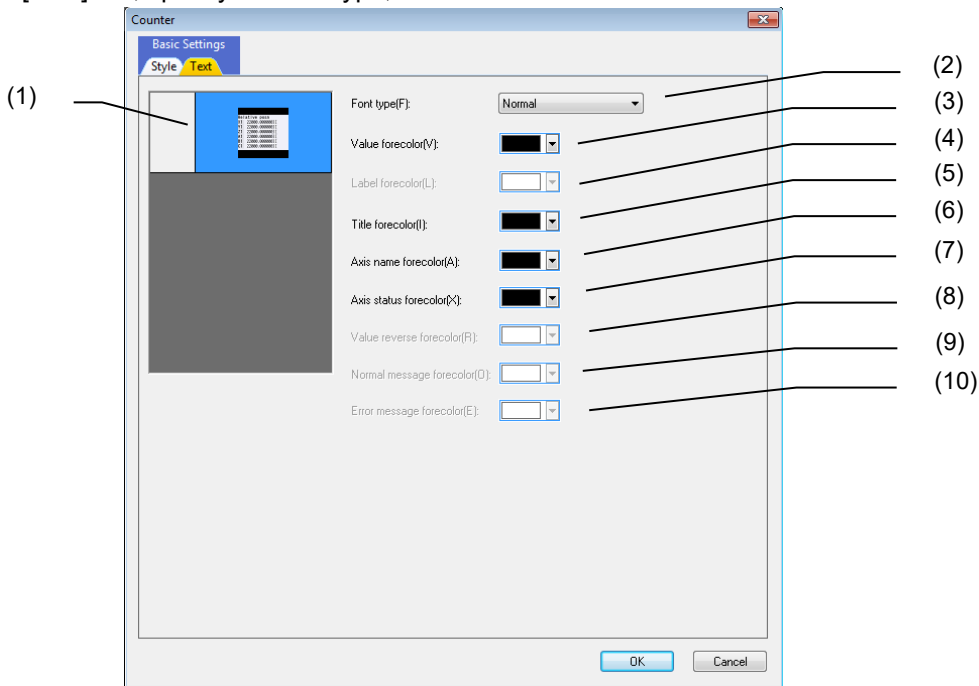 Counter
Basic Settings
Style Text
(1)
Font type(F): Normal
(2)
Value forecolor(V):
(3)
Label forecolor(L):
(4)
Title forecolor(I):
(5)
Axis name forecolor(A):
(6)
Axis status forecolor(X):
(7)
Value reverse forecolor(R):
(8)
Normal message forecolor(O):
(9)
Error message forecolor(E):
(10)
OK Cancel